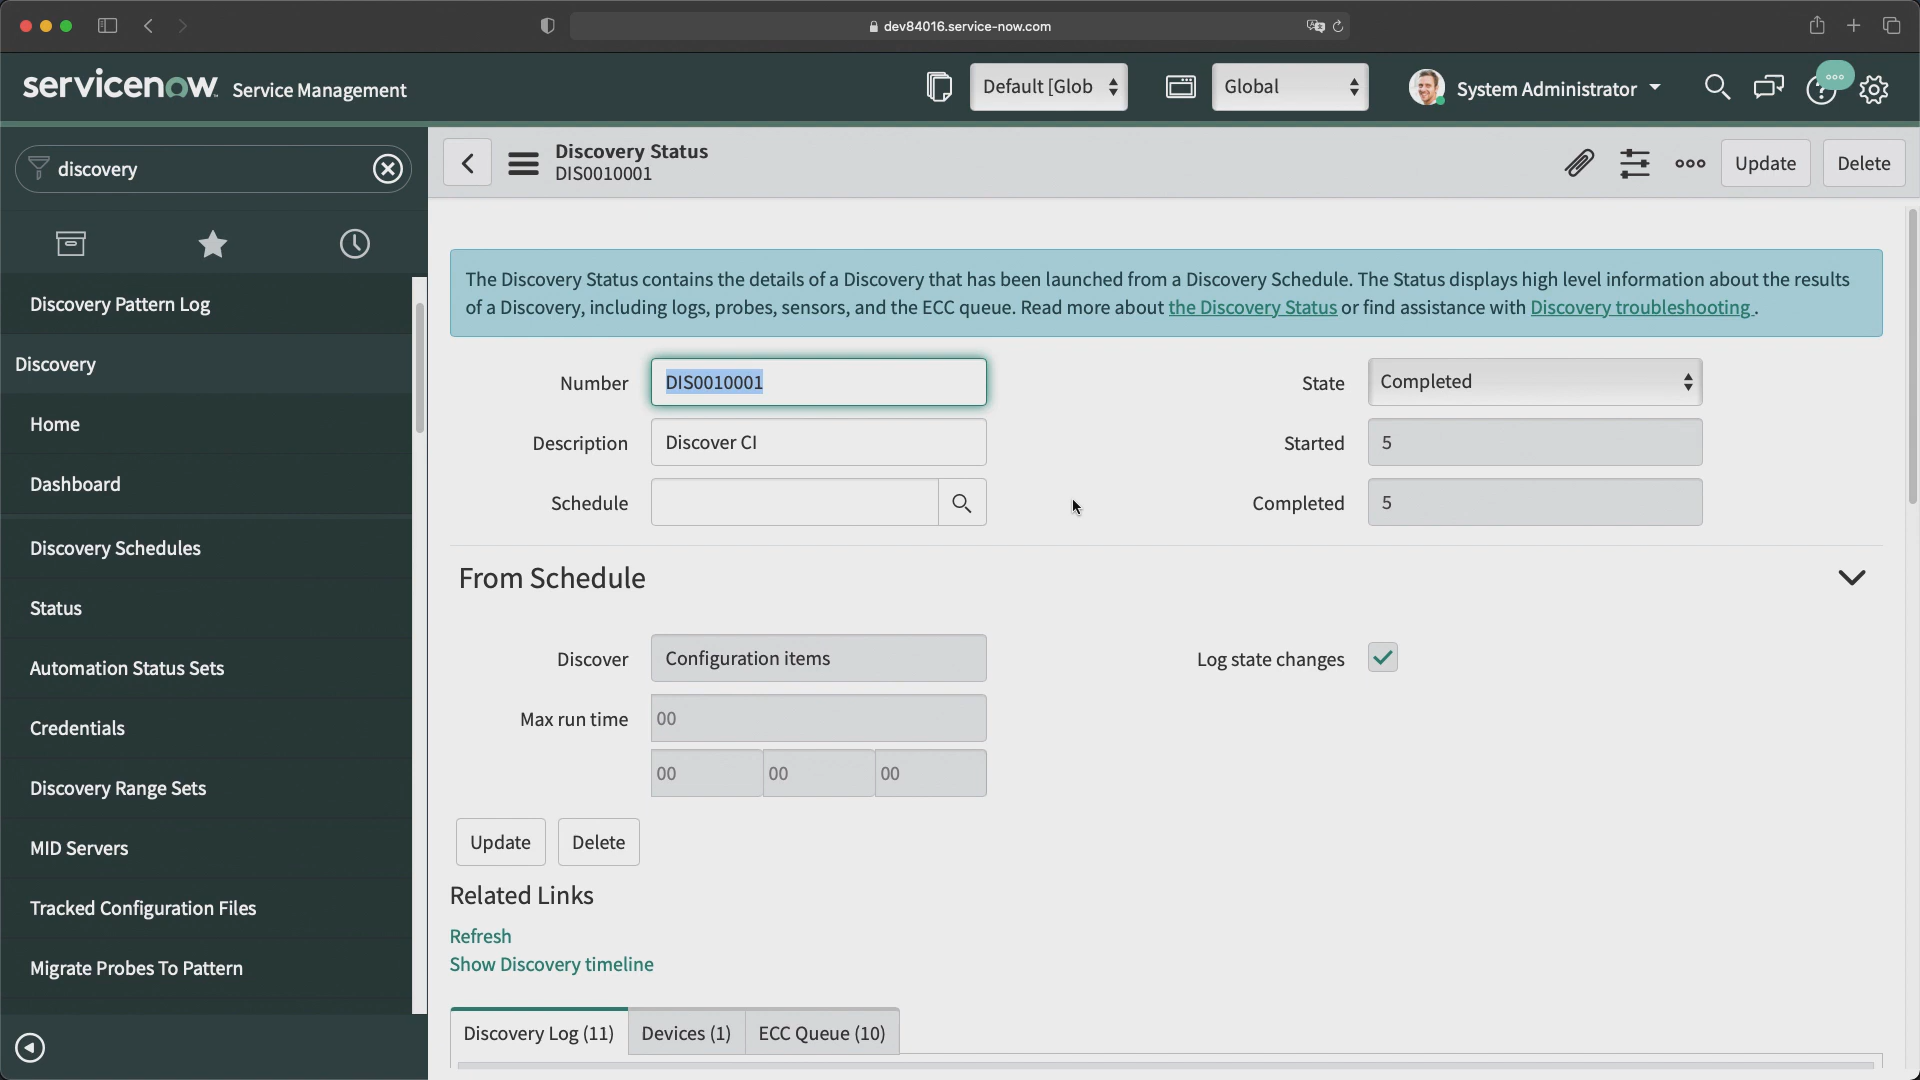 dev84016.service-now.com
servicenow Service Management
Default [Glob
Global
System Administrator
discovery
Discovery Status
DIS0010001
Update
Delete
Discovery Pattern Log
Discovery
Home
Dashboard
Discovery Schedules
Status
Automation Status Sets
Credentials
Discovery Range Sets
MID Servers
Tracked Configuration Files
Migrate Probes To Pattern
The Discovery Status contains the details of a Discovery that has been launched from a Discovery Schedule. The Status displays high level information about the results
of a Discovery, including logs, probes, sensors, and the ECC queue. Read more about the Discovery Status or find assistance with Discovery troubleshooting .
Number DIS0010001
State Completed
Description Discover CI
Started 5
Schedule
Completed 5
From Schedule
Discover Configuration items
Log state changes
Max run time 00
00 00 00
Update Delete
Related Links
Refresh
Show Discovery timeline
Discovery Log (11) Devices (1) ECC Queue (10)